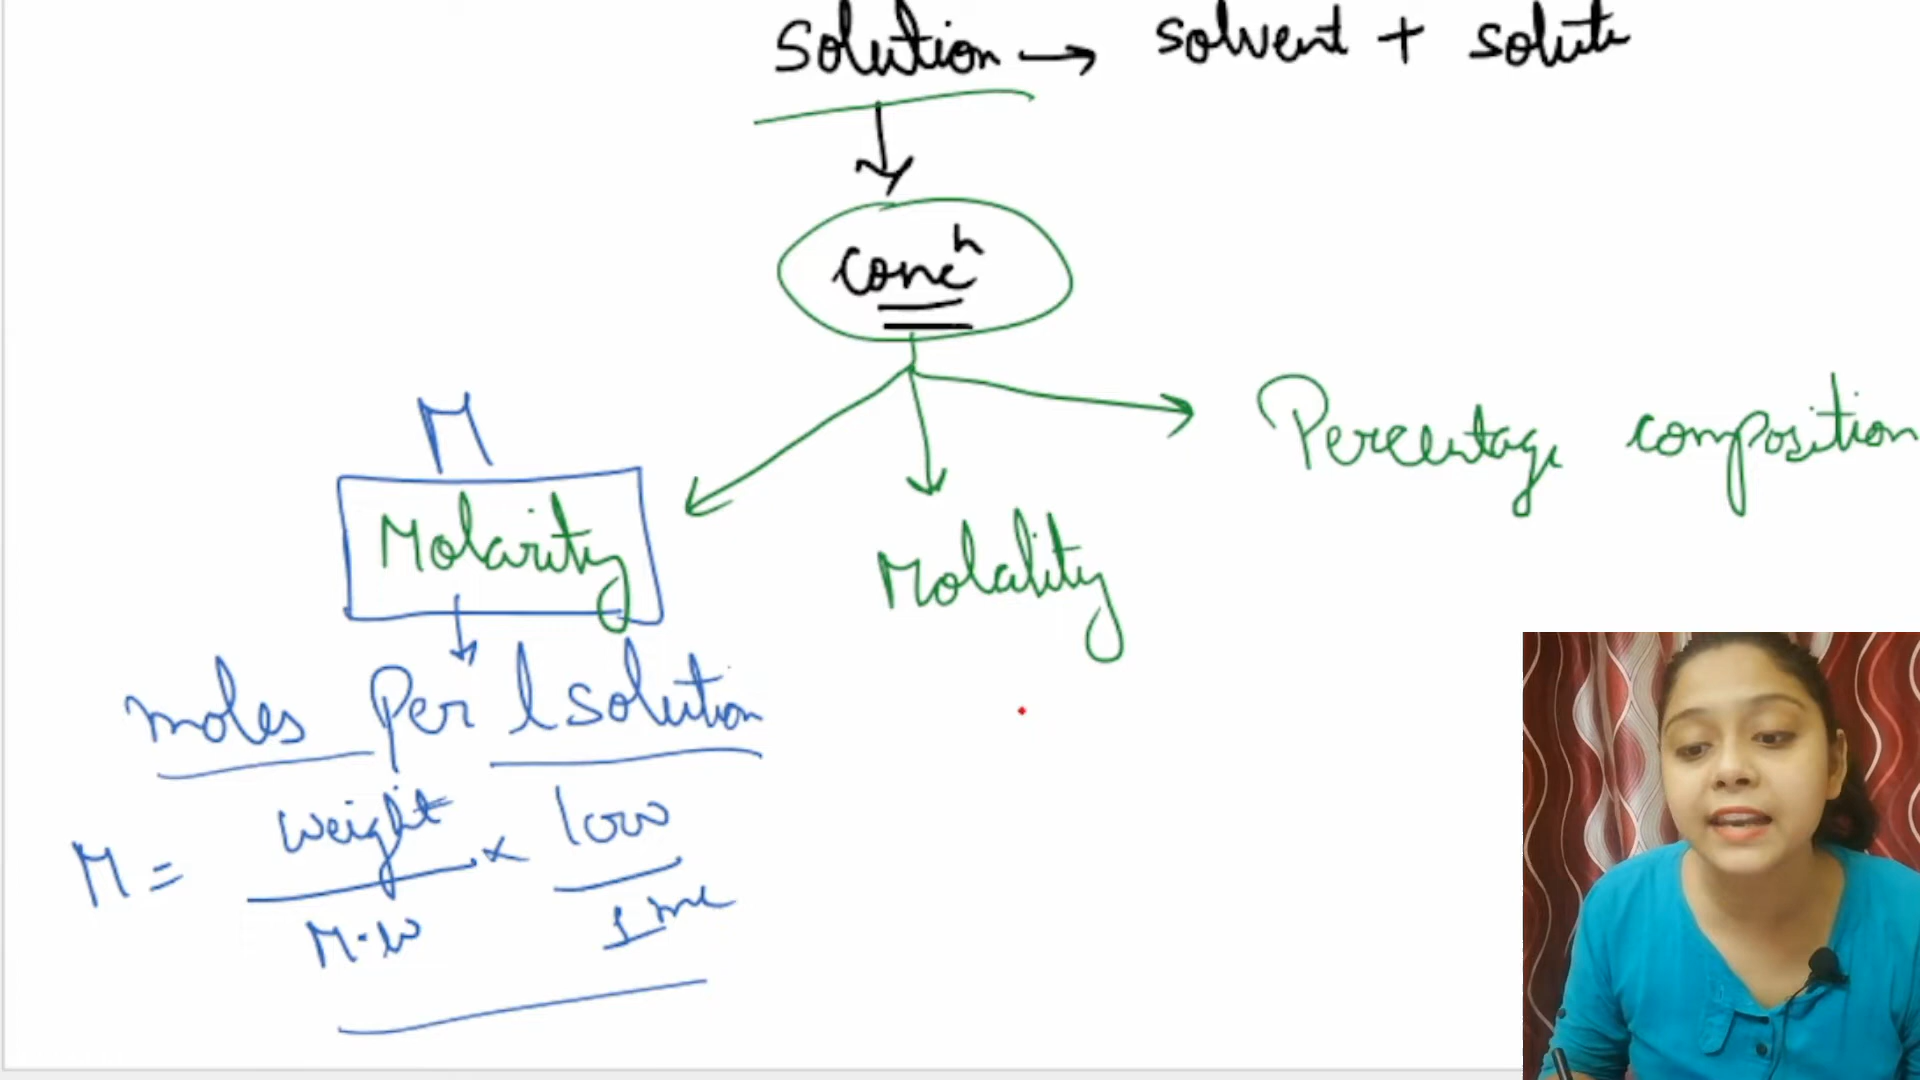 Solution → solvent + solute
concⁿ
M
Percentage composition
Molarity
Molality
moles per l solution
M = weight / M.w × 1000 / 1 ml